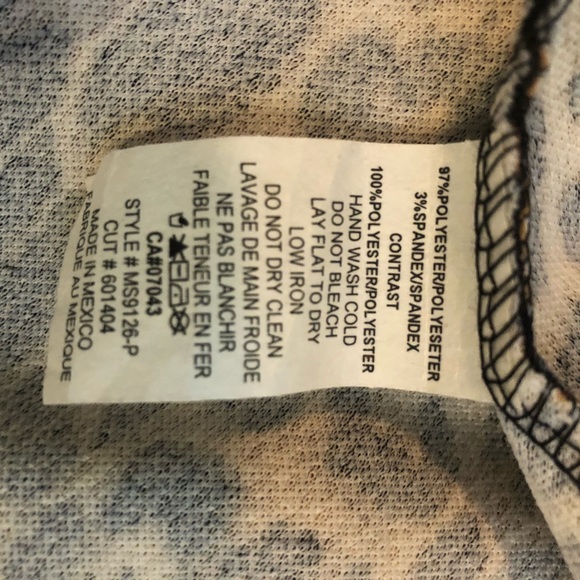 97%POLYESTER/POLYESETER
3%SPANDEX/SPANDEX
CONTRAST
100%POLYESTER/POLYESTER
HAND WASH COLD
DO NOT BLEACH
LAY FLAT TO DRY
LOW IRON
DO NOT DRY CLEAN
LAVAGE DE MAIN FROIDE
NE PAS BLANCHIR
FAIBLE TENEUR EN FER
CA#07043
STYLE # MS9126-P
CUT # 601404
MADE IN MEXICO
FABRIQUE AU MEXIQUE